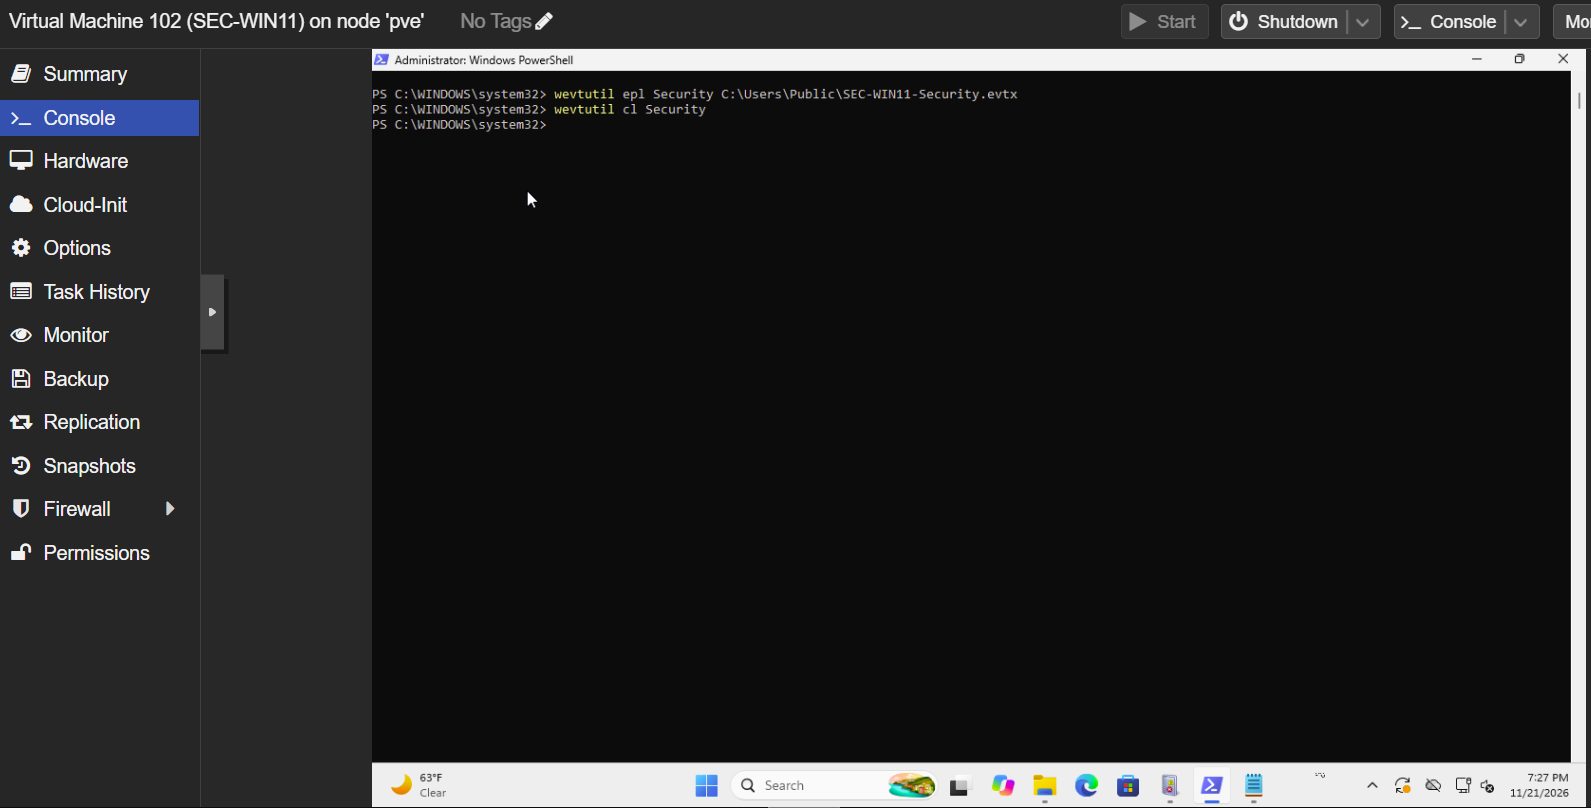 Virtual Machine 102 (SEC-WIN11) on node 'pve' No Tags Start Shutdown Console Mo
Summary
Console
Hardware
Cloud-Init
Options
Task History
Monitor
Backup
Replication
Snapshots
Firewall
Permissions
Administrator: Windows PowerShell
PS C:\WINDOWS\system32> wevtutil epl Security C:\Users\Public\SEC-WIN11-Security.evtx
PS C:\WINDOWS\system32> wevtutil cl Security
PS C:\WINDOWS\system32>
63°F
Clear
Search
7:27 PM
11/21/2026